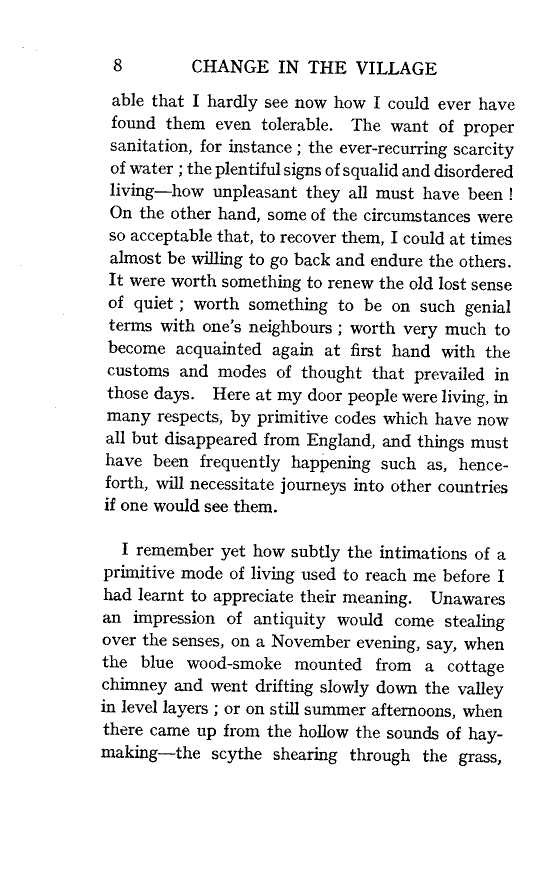 8 CHANGE IN THE VILLAGE
able that I hardly see now how I could ever have
found them even tolerable. The want of proper
sanitation, for instance ; the ever-recurring scarcity
of water ; the plentiful signs of squalid and disordered
living—how unpleasant they all must have been !
On the other hand, some of the circumstances were
so acceptable that, to recover them, I could at times
almost be willing to go back and endure the others.
It were worth something to renew the old lost sense
of quiet ; worth something to be on such genial
terms with one's neighbours ; worth very much to
become acquainted again at first hand with the
customs and modes of thought that prevailed in
those days. Here at my door people were living, in
many respects, by primitive codes which have now
all but disappeared from England, and things must
have been frequently happening such as, hence-
forth, will necessitate journeys into other countries
if one would see them.
I remember yet how subtly the intimations of a
primitive mode of living used to reach me before I
had learnt to appreciate their meaning. Unawares
an impression of antiquity would come stealing
over the senses, on a November evening, say, when
the blue wood-smoke mounted from a cottage
chimney and went drifting slowly down the valley
in level layers ; or on still summer afternoons, when
there came up from the hollow the sounds of hay-
making—the scythe shearing through the grass,